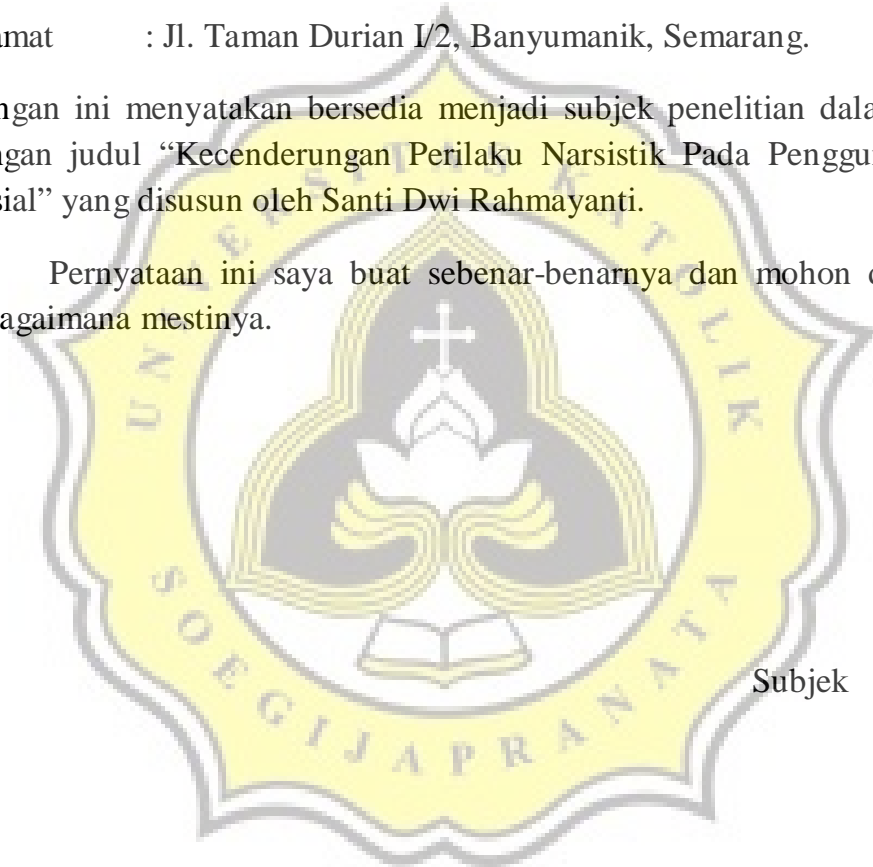 amat : Jl. Taman Durian I/2, Banyumanik, Semarang.
ngan ini menyatakan bersedia menjadi subjek penelitian dala
ngan judul “Kecenderungan Perilaku Narsistik Pada Penggu
sial” yang disusun oleh Santi Dwi Rahmayanti.
Pernyataan ini saya buat sebenar-benarnya dan mohon d
agaimana mestinya.
UNIVERSITAS KATOLIK
SOEGIJAPRANATA
Subjek